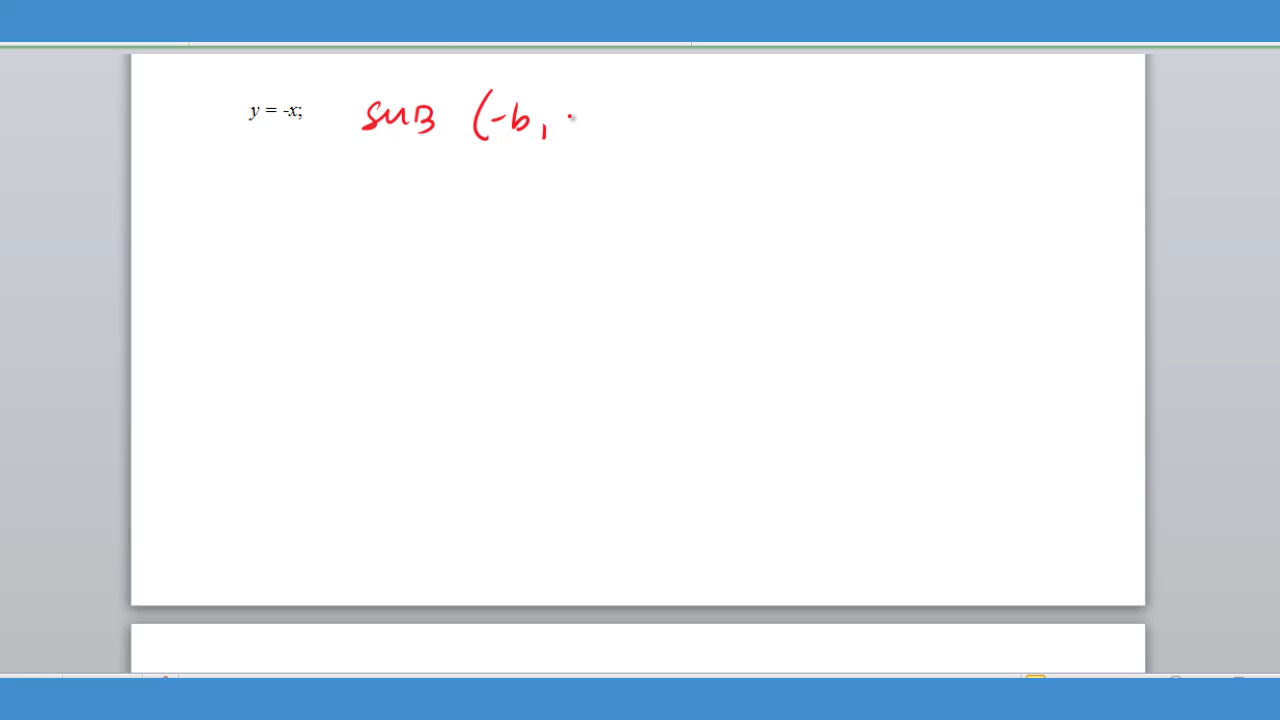 y = -x; SUB (-b,